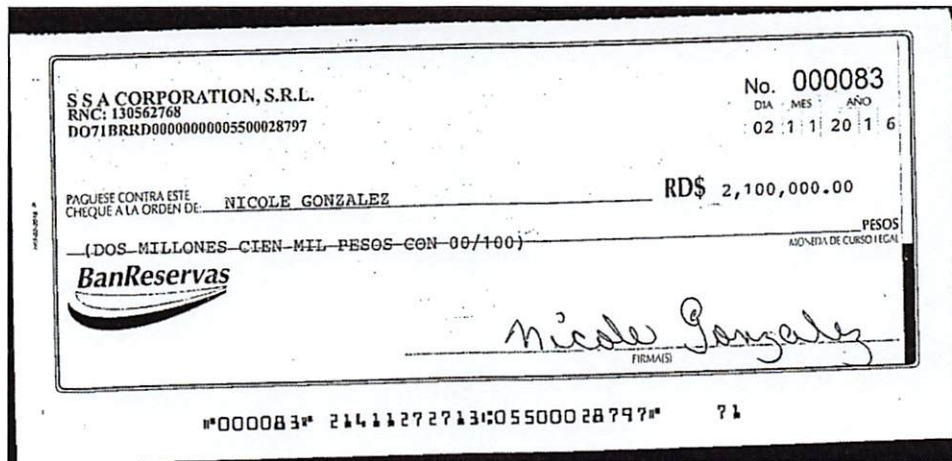 S S A CORPORATION, S.R.L.
RNC: 130562768
DO71BRRD00000000005500028797
No. 000083
DIA MES AÑO
02 1 1 20 1 6
PAGUESE CONTRA ESTE
CHEQUE A LA ORDEN DE: NICOLE GONZALEZ
RD$ 2,100,000.00
(DOS MILLONES CIEN MIL PESOS CON 00/100)
PESOS
MONEDA DE CURSO LEGAL
BanReservas
Nicole Gonzalez
FIRMA(S)
⑈000083⑈ 214112727131⑆05500028797⑈ 71